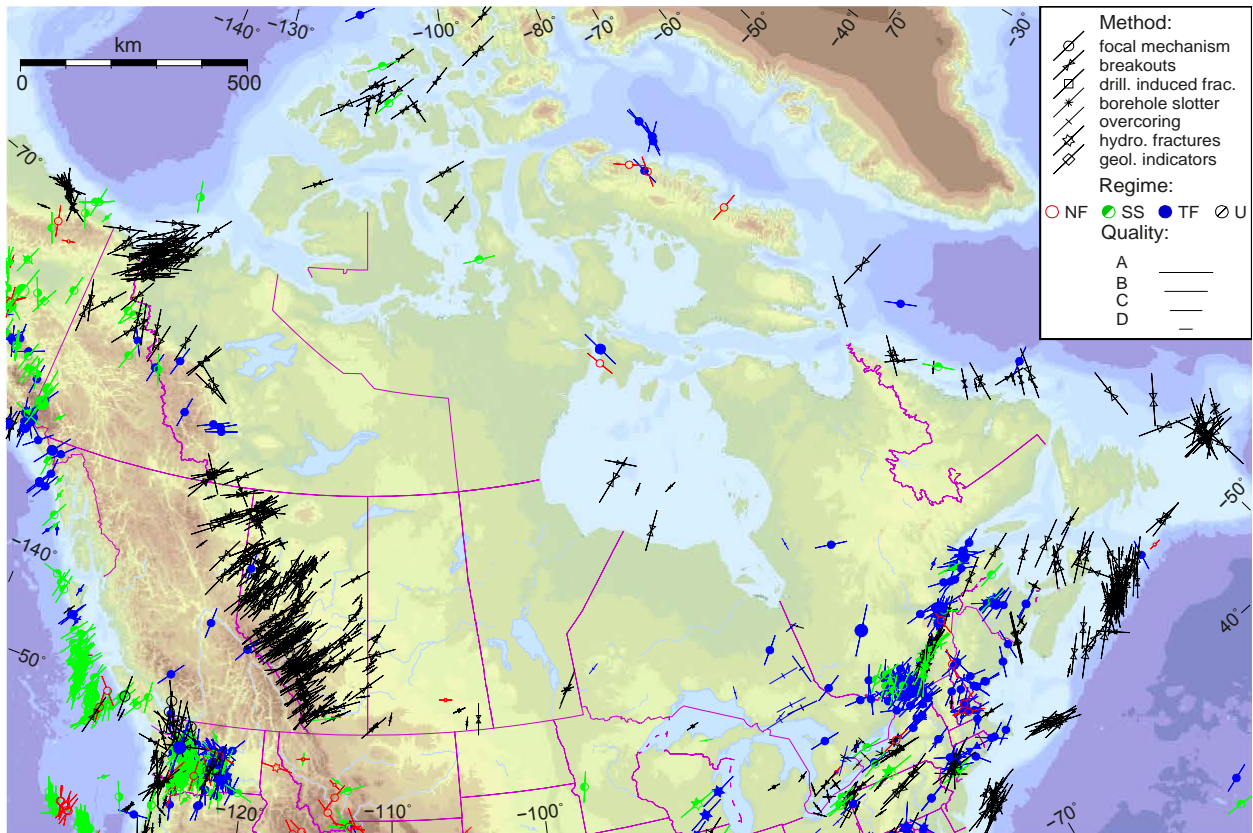 −140° −130° −100° −80° −70° −60° −40° 70° −30°
km
0 500
Method:
focal mechanism
breakouts
drill. induced frac.
borehole slotter
overcoring
hydro. fractures
geol. indicators
Regime:
NF SS TF U
Quality:
A
B
C
D
−70°
−50°
−140°
−50°
40°
−120° −110° −100° −70°